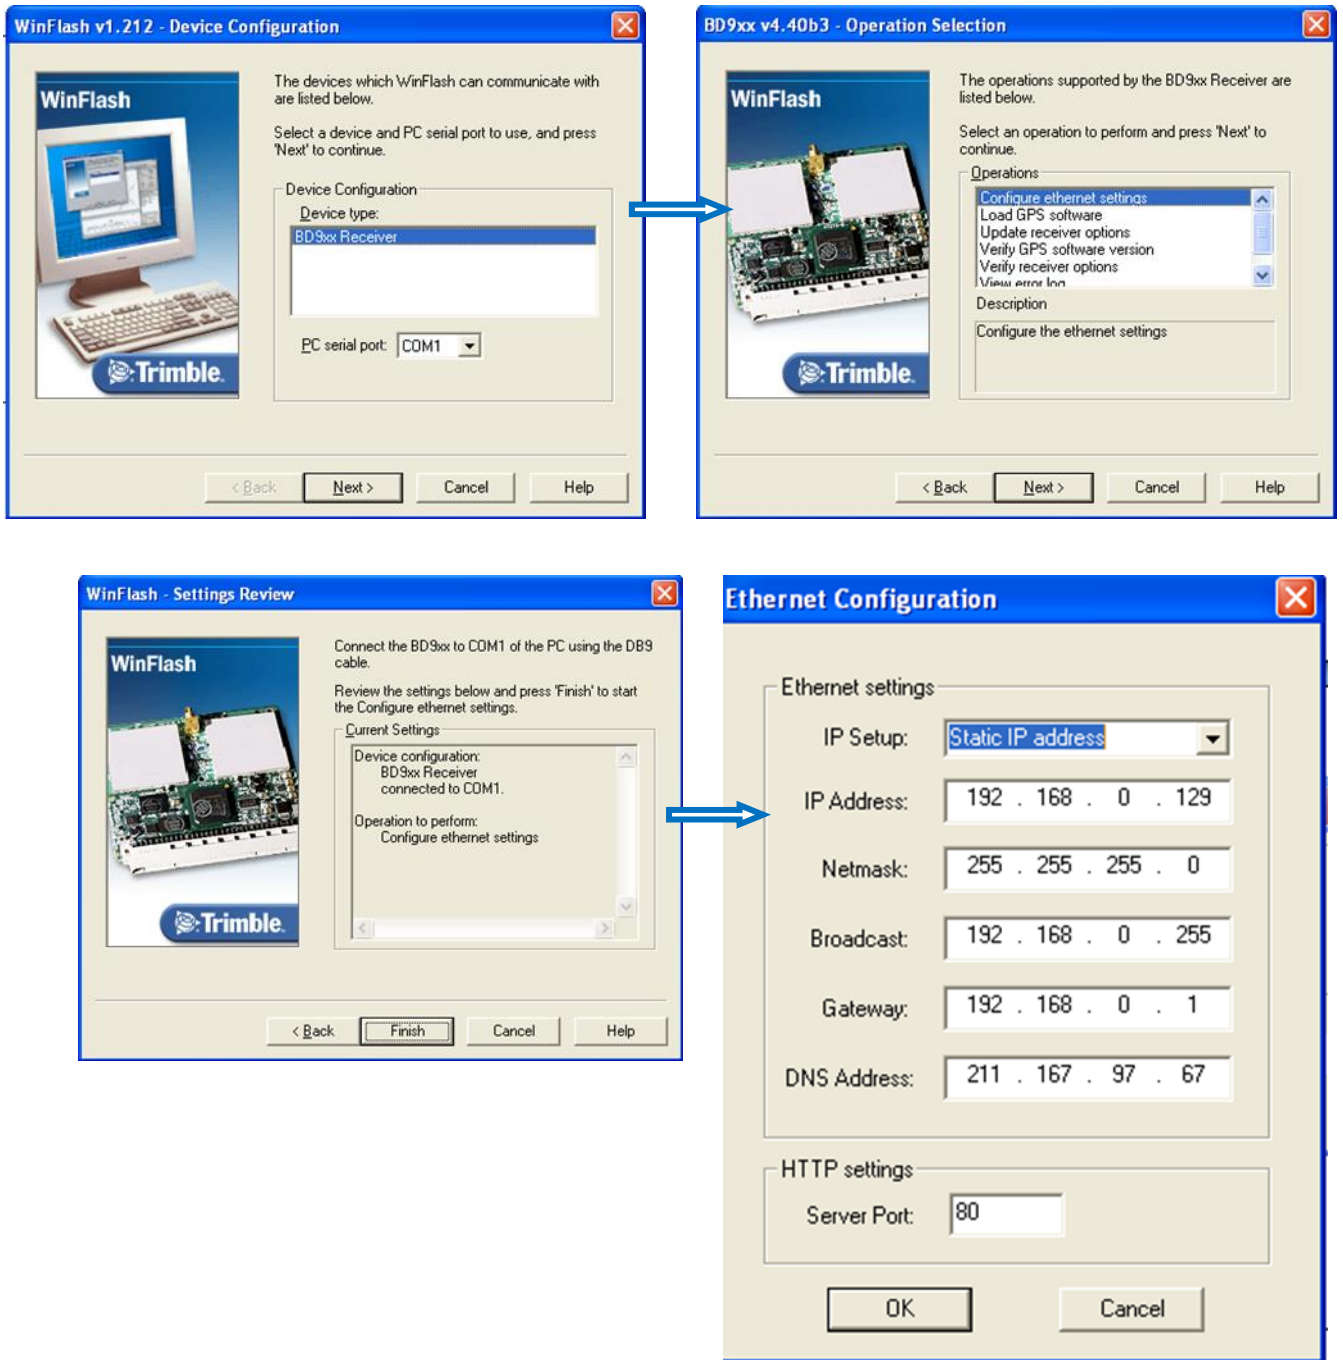 WinFlash v1.212 - Device Configuration
WinFlash
The devices which WinFlash can communicate with
are listed below.
Select a device and PC serial port to use, and press
'Next' to continue.
Device Configuration
Device type:
BD9xx Receiver
PC serial port: COM1
Trimble.
< Back Next > Cancel Help
BD9xx v4.40b3 - Operation Selection
WinFlash
The operations supported by the BD9xx Receiver are
listed below.
Select an operation to perform and press 'Next' to
continue.
Operations
Configure ethernet settings
Load GPS software
Update receiver options
Verify GPS software version
Verify receiver options
View error log
Description
Configure the ethernet settings
Trimble.
< Back Next > Cancel Help
WinFlash - Settings Review
WinFlash
Connect the BD9xx to COM1 of the PC using the DB9
cable.
Review the settings below and press 'Finish' to start
the Configure ethernet settings.
Current Settings
Device configuration:
BD9xx Receiver
connected to COM1.
Operation to perform:
Configure ethernet settings
Trimble.
< Back Finish Cancel Help
Ethernet Configuration
Ethernet settings
IP Setup: Static IP address
IP Address: 192 . 168 . 0 . 129
Netmask: 255 . 255 . 255 . 0
Broadcast: 192 . 168 . 0 . 255
Gateway: 192 . 168 . 0 . 1
DNS Address: 211 . 167 . 97 . 67
HTTP settings
Server Port: 80
OK Cancel